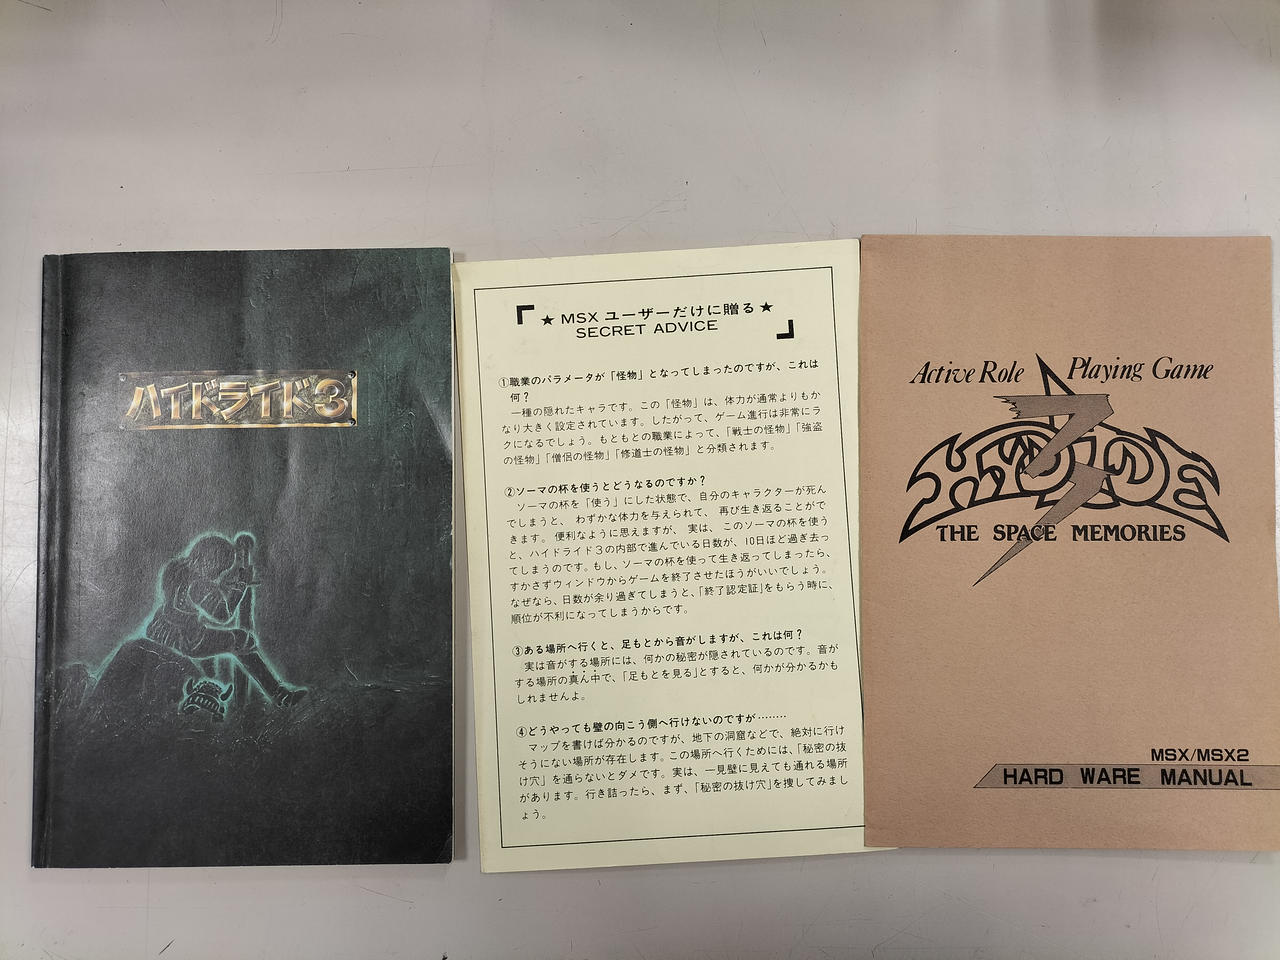 ハイドライド3
★ MSX ユーザーだけに贈る ★
SECRET ADVICE
①職業のパラメータが「怪物」となってしまったのですが、これは
何？
一種の隠れたキャラです。この「怪物」は、体力が通常よりもか
なり大きく設定されています。したがって、ゲーム進行は非常にラ
クになるでしょう。もともとの職業によって、「戦士の怪物」「強盗
の怪物」「僧侶の怪物」「修道士の怪物」と分類されます。
②ソーマの杯を使うとどうなるのですか？
ソーマの杯を「使う」にした状態で、自分のキャラクターが死ん
でしまうと、わずかな体力を与えられて、再び生き返ることがで
きます。便利なように思えますが、実は、このソーマの杯を使う
と、ハイドライド3の内部で進んでいる日数が、10日ほど過ぎ去っ
てしまうのです。もし、ソーマの杯を使って生き返ってしまったら、
すかさずウィンドウからゲームを終了させたほうがいいでしょう。
なぜなら、日数が余り過ぎてしまうと、「終了認定証」をもらう時に、
順位が不利になってしまうからです。
③ある場所へ行くと、足もとから音がしますが、これは何？
実は音がする場所には、何かの秘密が隠されているのです。音が
する場所の真ん中で、「足もとを見る」とすると、何かが分かるかも
しれませんよ。
④どうやっても壁の向こう側へ行けないのですが………
マップを書けば分かるのですが、地下の洞窟などで、絶対に行け
そうにない場所が存在します。この場所へ行くためには、「秘密の抜
け穴」を通らないとダメです。実は、一見壁に見えても通れる場所
があります。行き詰ったら、まず、「秘密の抜け穴」を捜してみまし
ょう。
Active Role Playing Game
HYDLIDE 3
THE SPACE MEMORIES
MSX/MSX2
HARD WARE MANUAL